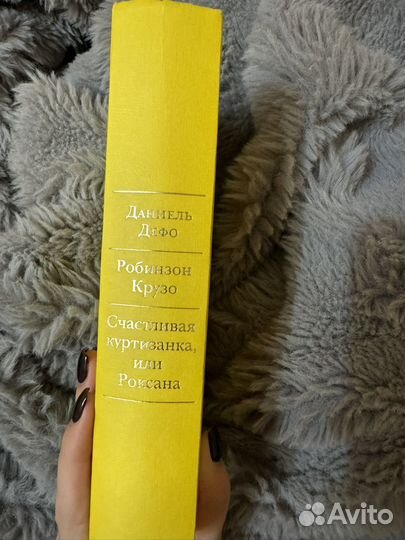 Даниель
Дефо
Робинзон
Крузо
Счастливая
куртизанка,
или
Роксана
Avito